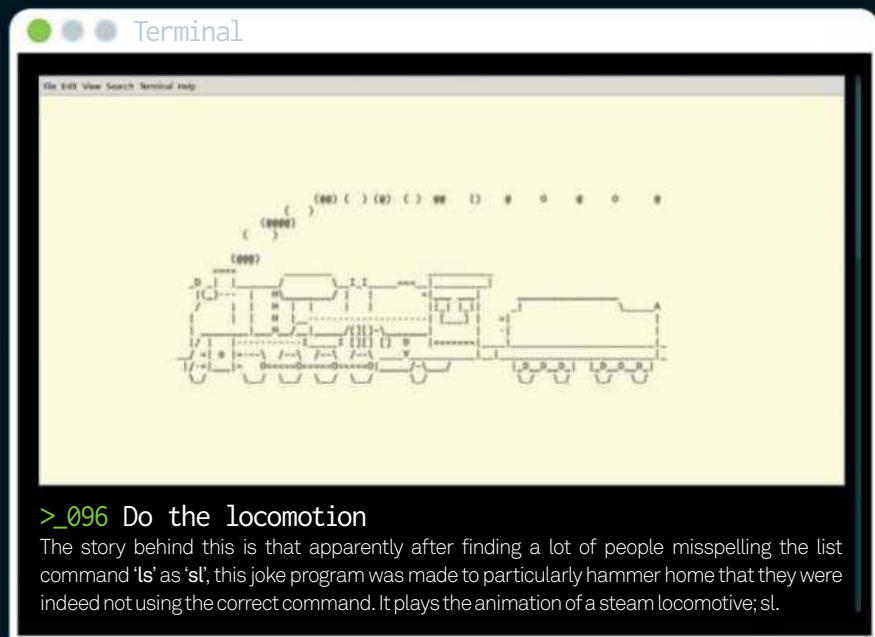 Terminal
File Edit View Search Terminal Help
>_096 Do the locomotion
The story behind this is that apparently after finding a lot of people misspelling the list
command ‘ls’ as ‘sl’, this joke program was made to particularly hammer home that they were
indeed not using the correct command. It plays the animation of a steam locomotive; sl.